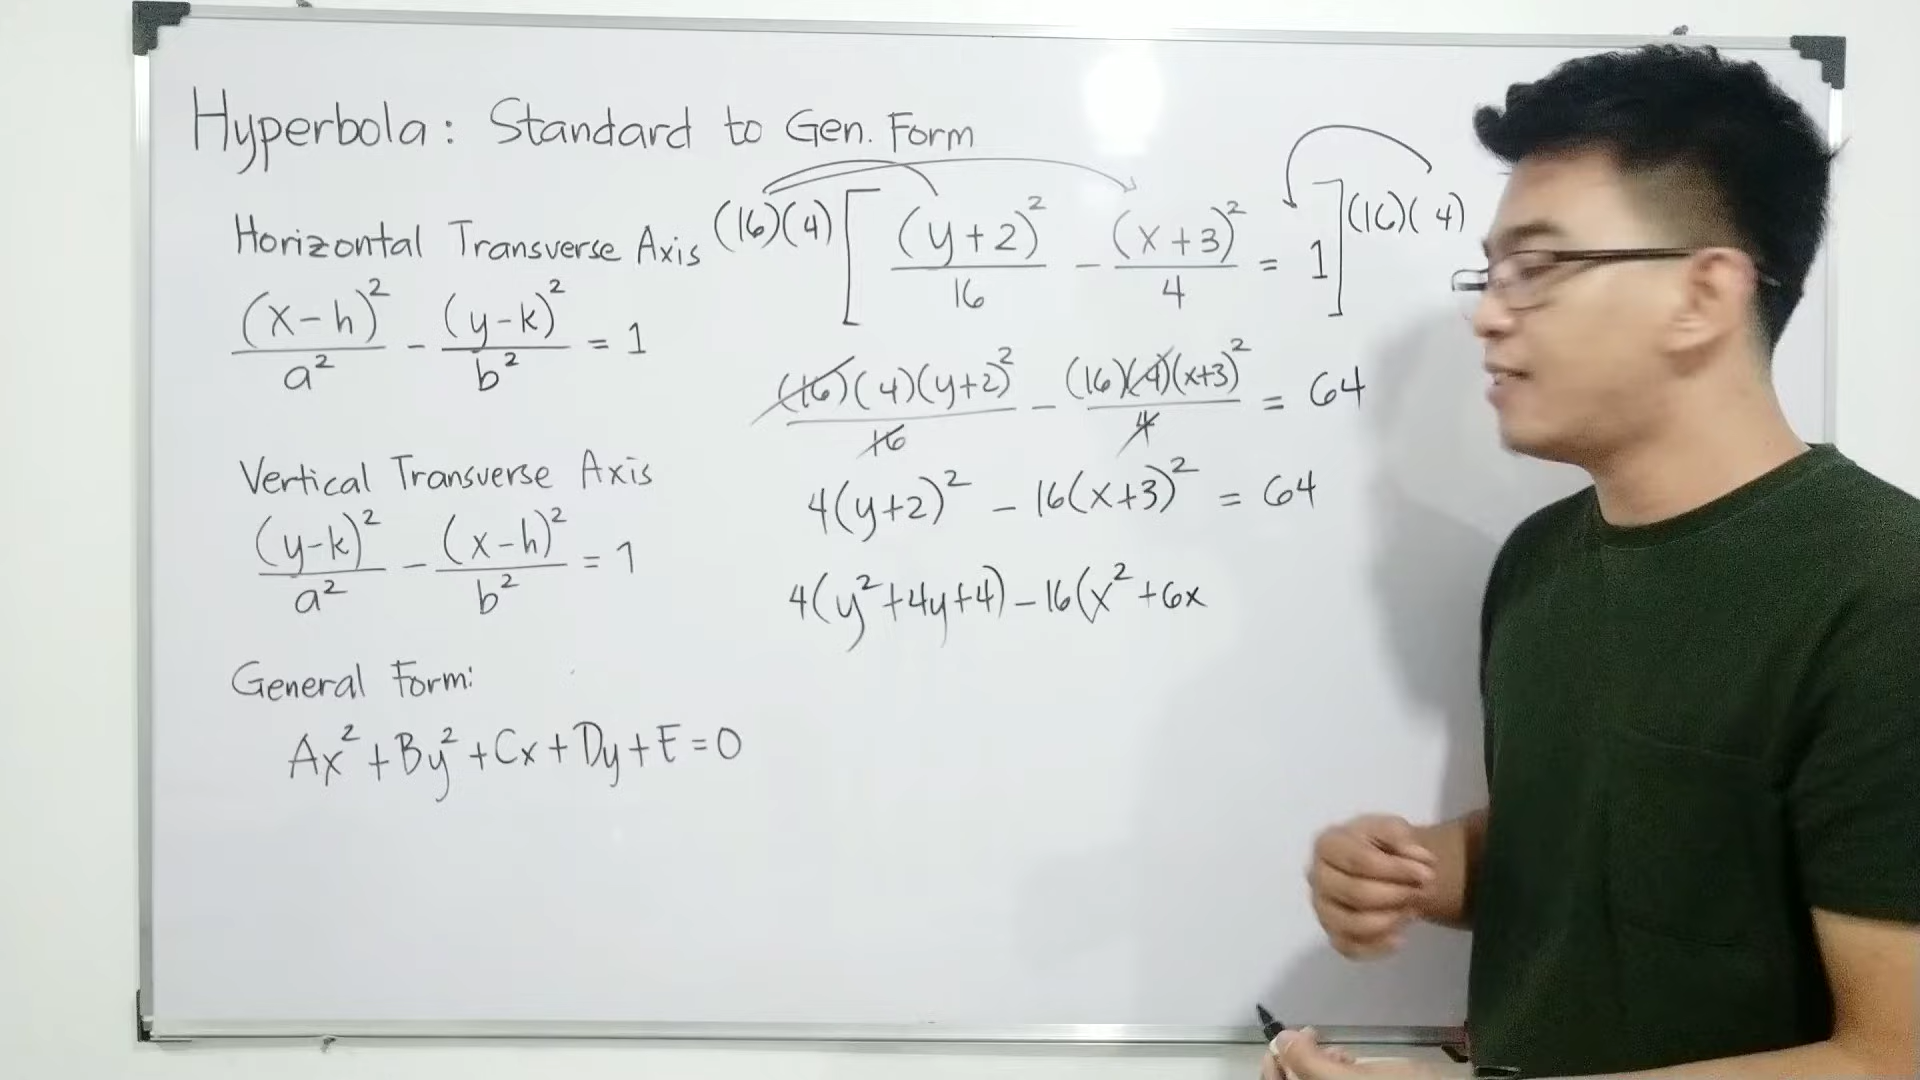 Hyperbola: Standard to Gen. Form
Horizontal Transverse Axis
(x-h)²/a² - (y-k)²/b² = 1
Vertical Transverse Axis
(y-k)²/a² - (x-h)²/b² = 1
General Form:
Ax² + By² + Cx + Dy + E = 0
(16)(4)[(y+2)²/16 - (x+3)²/4 = 1](16)(4)
(16)(4)(y+2)²/16 - (16)(4)(x+3)²/4 = 64
4(y+2)² - 16(x+3)² = 64
4(y²+4y+4) - 16(x²+6x